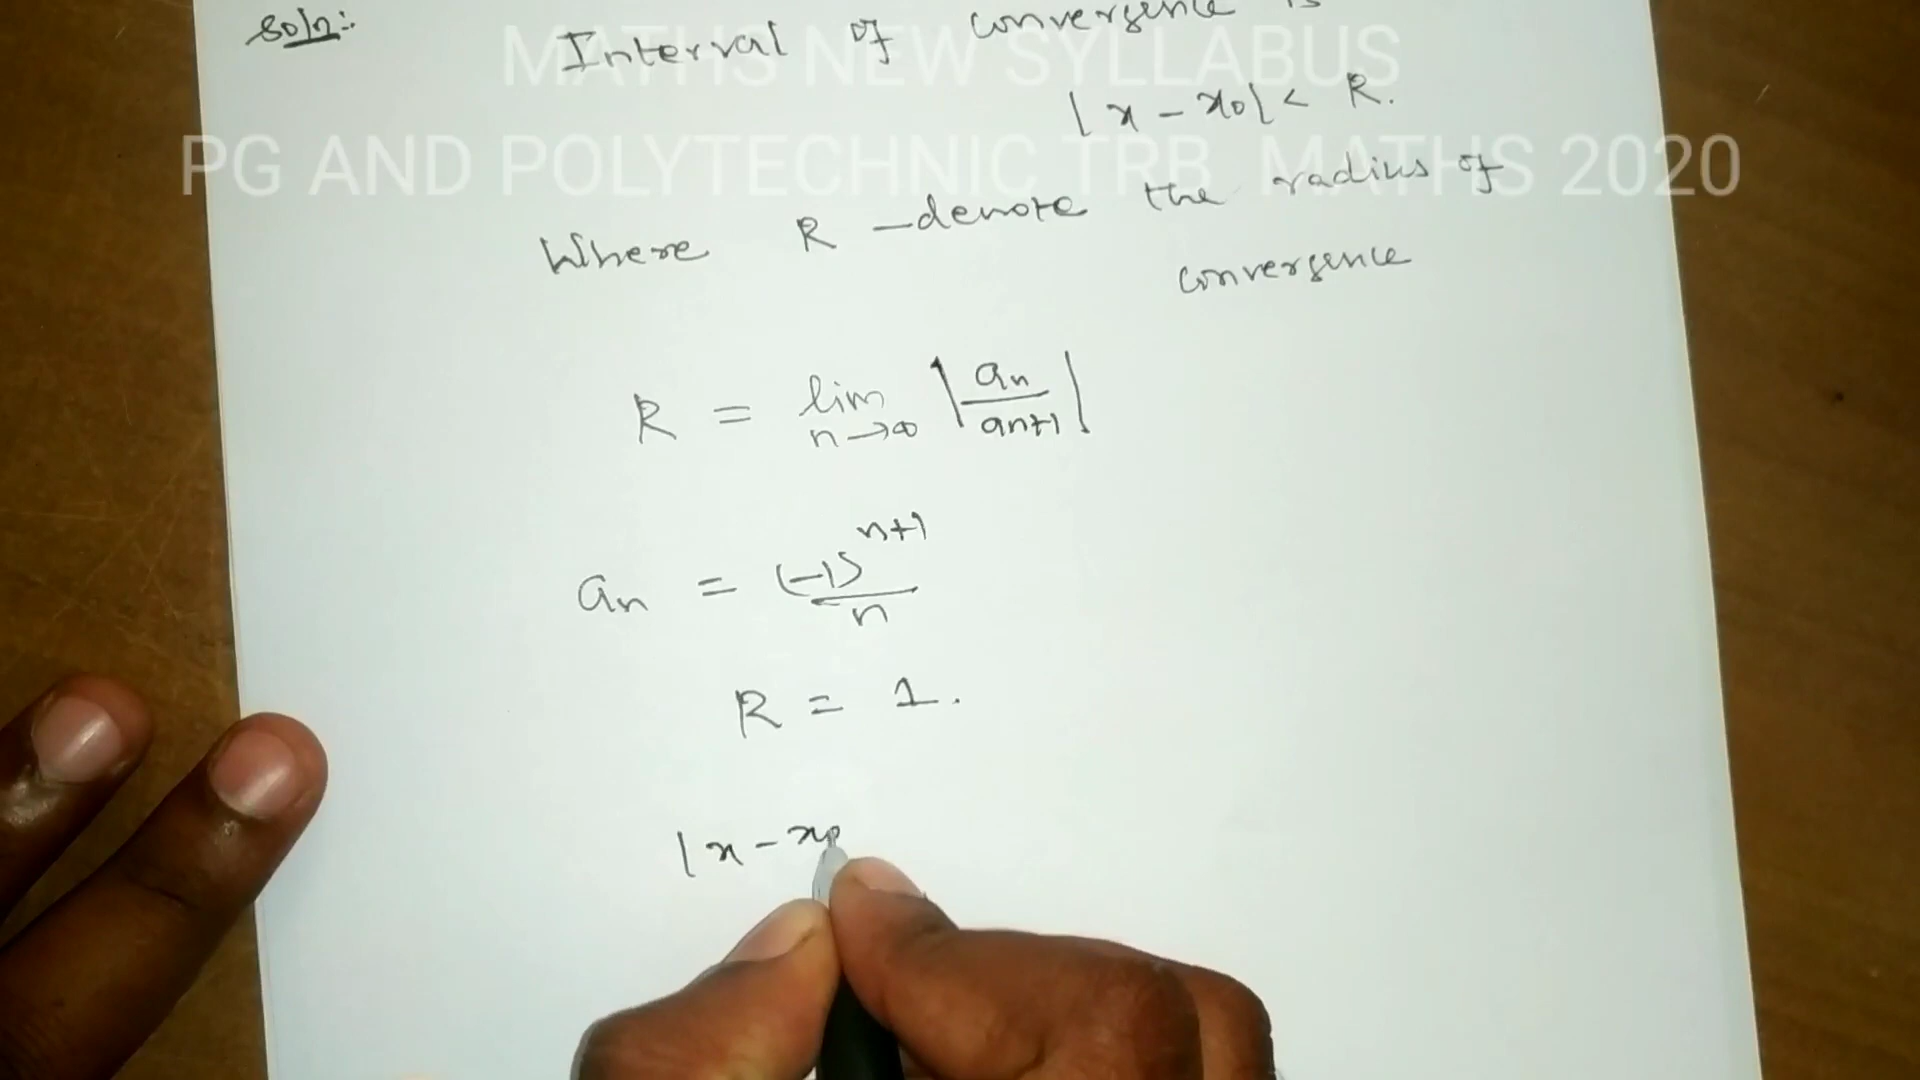 Soln:-
Interval of convergence is
MATHS NEW SYLLABUS
|x - x0| < R.
PG AND POLYTECHNIC TRB MATHS 2020
Where R - denote the radius of
convergence
R = lim n→∞ |an/an+1|
an = (-1)^n+1/n
R = 1.
|x - x0